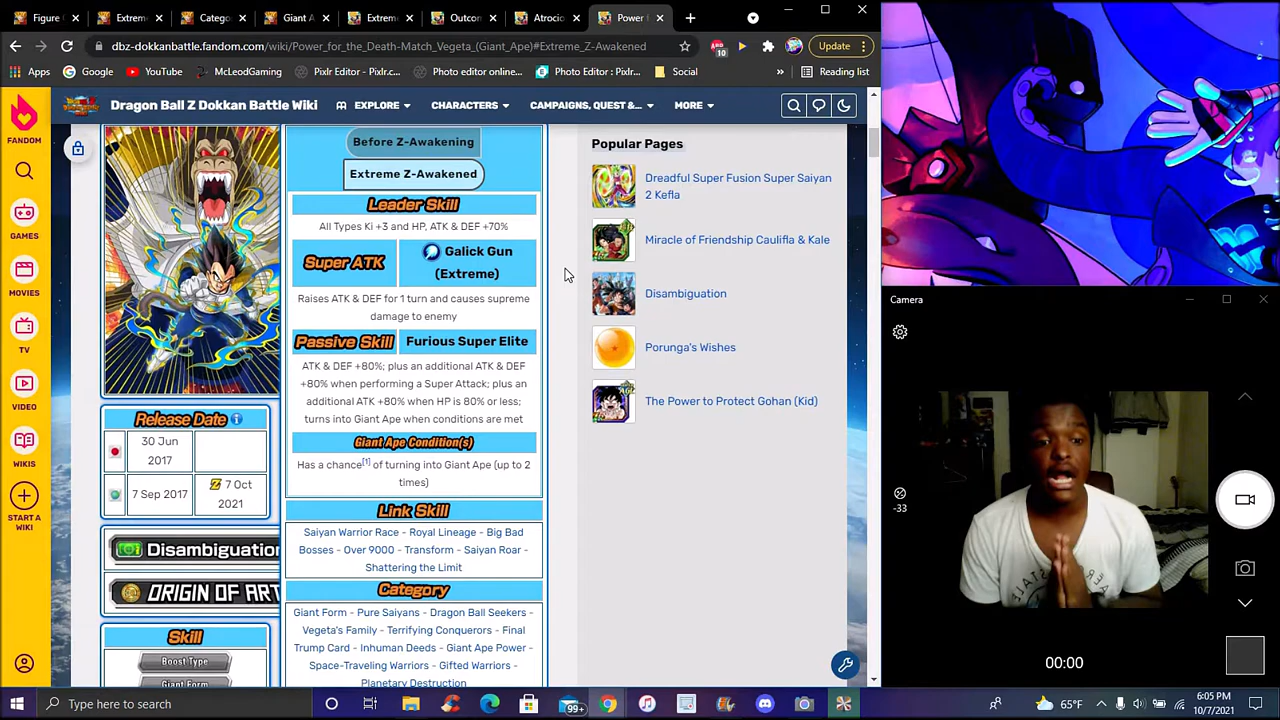 Figure
Extrem
Catego
Giant A
Extrem
Outcon
Atrocio
Power
dbz-dokkanbattle.fandom.com/wiki/Power_for_the_Death-Match_Vegeta_(Giant_Ape)#Extreme_Z-Awakened
10
Update
Apps
Google
YouTube
McLeodGaming
Pixlr Editor - Pixlr.c...
Photo editor online...
Photo Editor : Pixlr...
Social
»
Reading list
Dragon Ball Z Dokkan Battle Wiki
EXPLORE
CHARACTERS
CAMPAIGNS, QUEST &...
MORE
FANDOM
GAMES
MOVIES
TV
VIDEO
WIKIS
START A
WIKI
Before Z-Awakening
Extreme Z-Awakened
Leader Skill
All Types Ki +3 and HP, ATK & DEF +70%
Super ATK
Galick Gun
(Extreme)
Raises ATK & DEF for 1 turn and causes supreme
damage to enemy
Passive Skill
Furious Super Elite
ATK & DEF +80%; plus an additional ATK & DEF
+80% when performing a Super Attack; plus an
additional ATK +80% when HP is 80% or less;
turns into Giant Ape when conditions are met
Giant Ape Condition(s)
Has a chance[1] of turning into Giant Ape (up to 2
times)
Link Skill
Saiyan Warrior Race - Royal Lineage - Big Bad
Bosses - Over 9000 - Transform - Saiyan Roar -
Shattering the Limit
Category
Giant Form - Pure Saiyans - Dragon Ball Seekers -
Vegeta's Family - Terrifying Conquerors - Final
Trump Card - Inhuman Deeds - Giant Ape Power -
Space-Traveling Warriors - Gifted Warriors -
Planetary Destruction
Release Date
30 Jun
2017
7 Sep 2017
7 Oct
2021
Disambiguation
ORIGIN OF ART
Skill
Boost Type
Giant Form
Popular Pages
Dreadful Super Fusion Super Saiyan
2 Kefla
Miracle of Friendship Caulifla & Kale
Disambiguation
Porunga's Wishes
The Power to Protect Gohan (Kid)
Camera
-33
00:00
Type here to search
99+
65°F
6:05 PM
10/7/2021